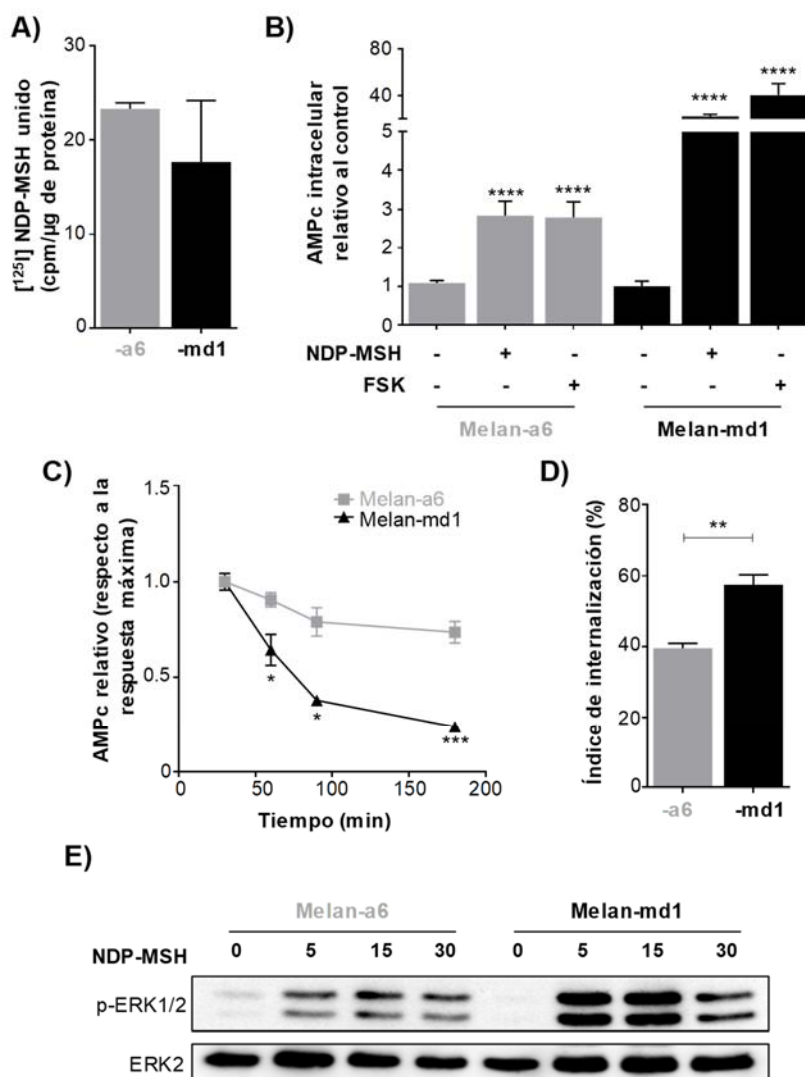 A)
[125I] NDP-MSH unido
(cpm/µg de proteína)
30
20
10
0
-a6 -md1
B)
AMPc intracelular
relativo al control
80
40
5
4
3
2
1
0
**** **** **** ****
NDP-MSH - + - - + -
FSK - - + - - +
Melan-a6 Melan-md1
C)
AMPc relativo (respecto a la
respuesta máxima)
1.5
1.0
0.5
0
Melan-a6
Melan-md1
* * ***
0 50 100 150 200
Tiempo (min)
D)
Índice de internalización (%)
80
60
40
20
0
**
-a6 -md1
E)
Melan-a6 Melan-md1
NDP-MSH 0 5 15 30 0 5 15 30
p-ERK1/2
ERK2